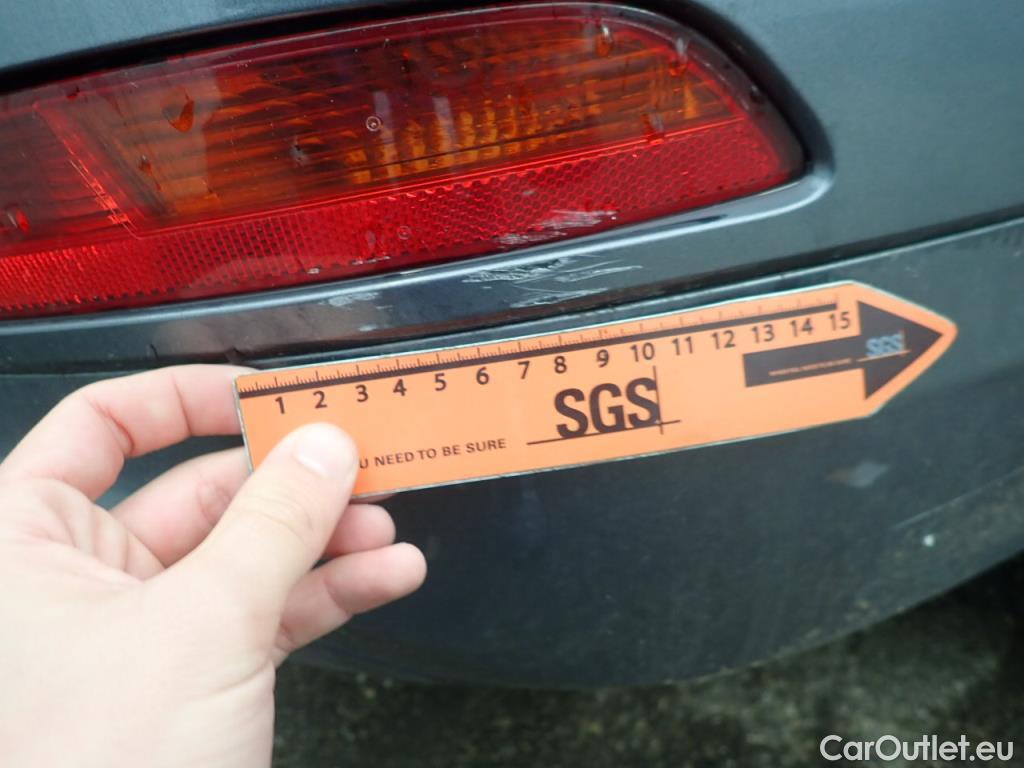 1 2 3 4 5 6 7 8 9 10 11 12 13 14 15
SGS
SGS
U NEED TO BE SURE
CarOutlet.eu